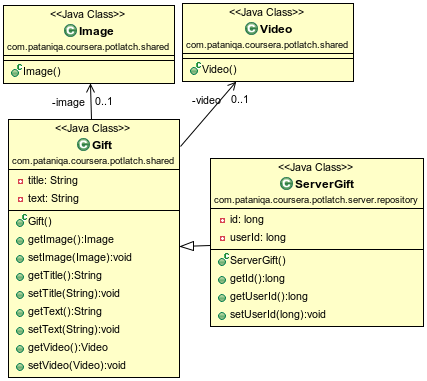 <<Java Class>>
Image
com.pataniqa.coursera.potlatch.shared
Image()
<<Java Class>>
Video
com.pataniqa.coursera.potlatch.shared
Video()
-image 0..1
-video 0..1
<<Java Class>>
Gift
com.pataniqa.coursera.potlatch.shared
title: String
text: String
Gift()
getImage():Image
setImage(Image):void
getTitle():String
setTitle(String):void
getText():String
setText(String):void
getVideo():Video
setVideo(Video):void
<<Java Class>>
ServerGift
com.pataniqa.coursera.potlatch.server.repository
id: long
userId: long
ServerGift()
getId():long
getUserId():long
setUserId(long):void